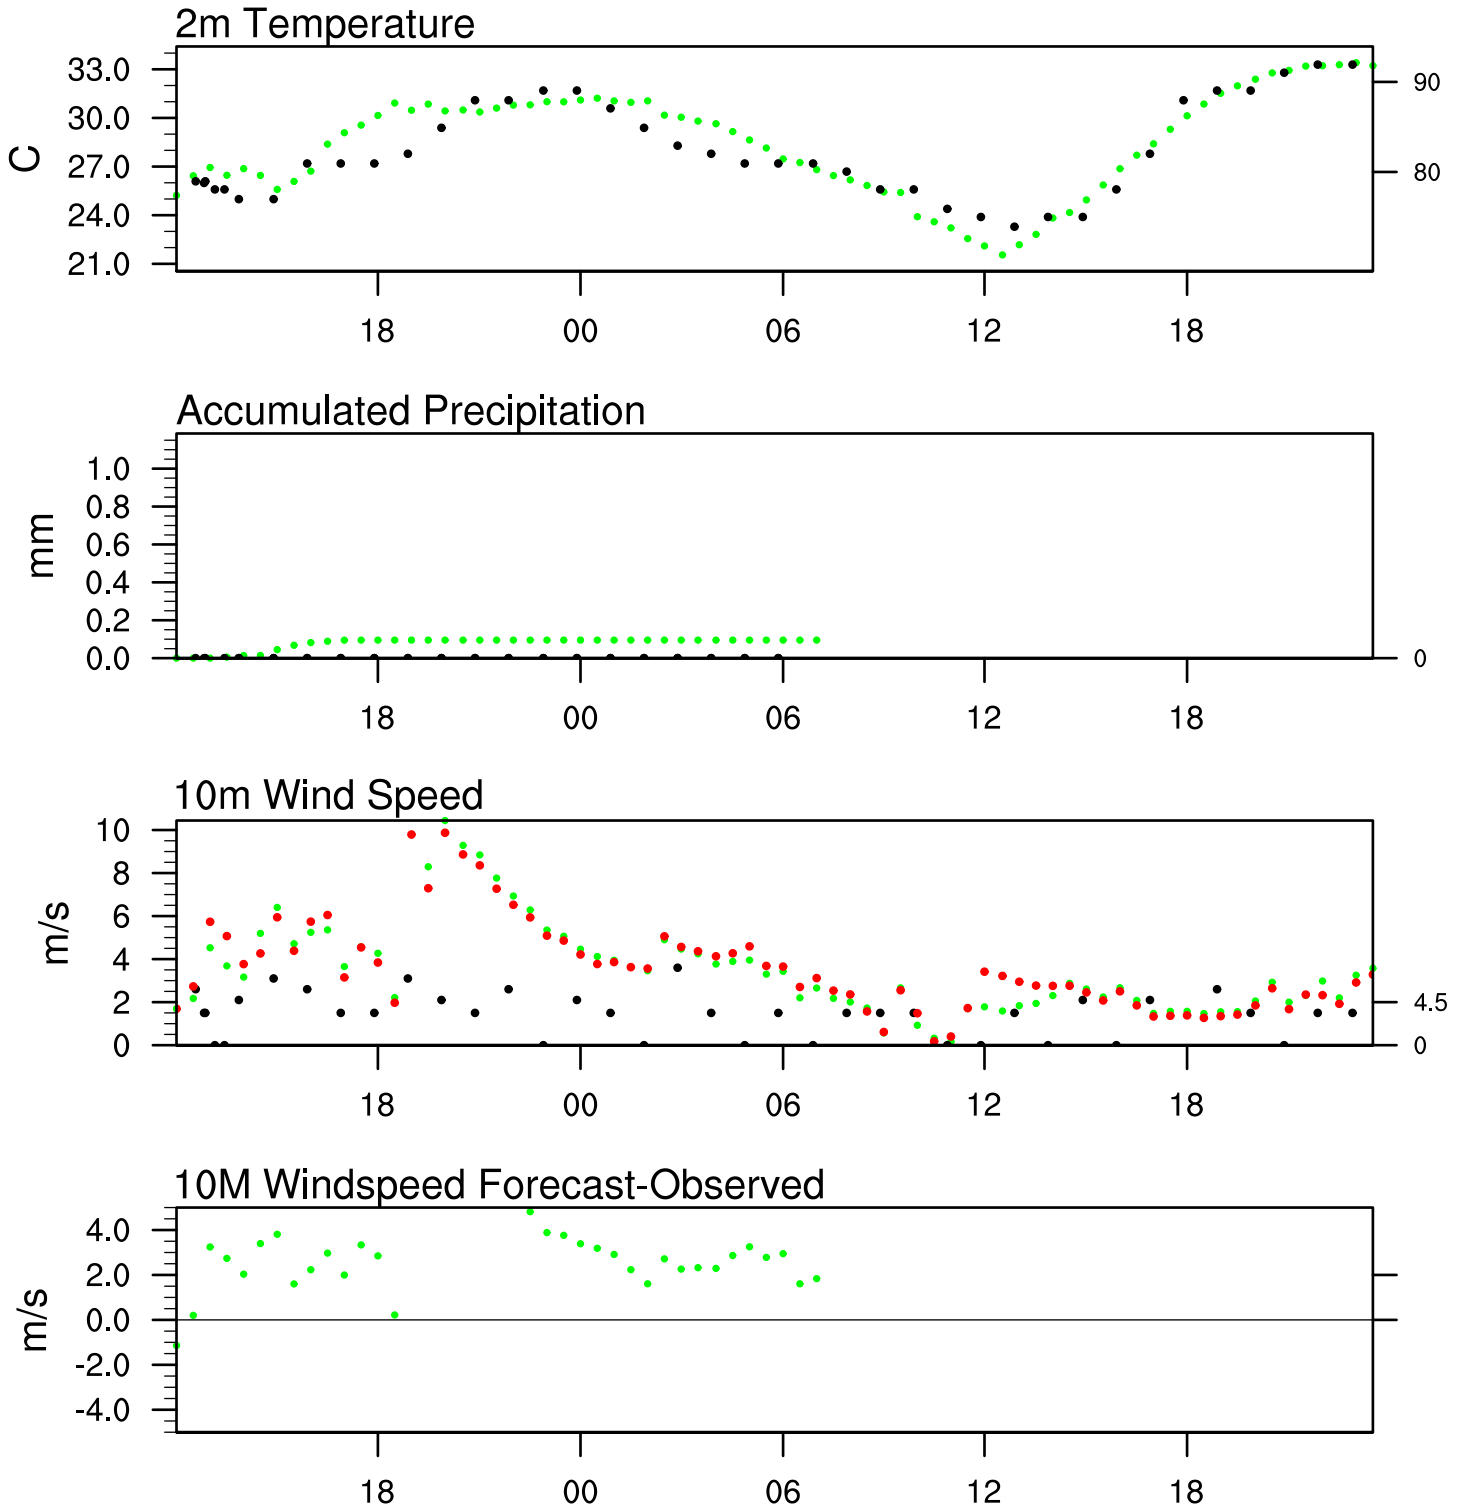 2m Temperature
33.0
30.0
27.0
24.0
21.0
C
90
80
18 00 06 12 18
Accumulated Precipitation
1.0
0.8
0.6
0.4
0.2
0.0
mm
0
18 00 06 12 18
10m Wind Speed
10
8
6
4
2
0
m/s
4.5
0
18 00 06 12 18
10M Windspeed Forecast-Observed
4.0
2.0
0.0
-2.0
-4.0
m/s
18 00 06 12 18